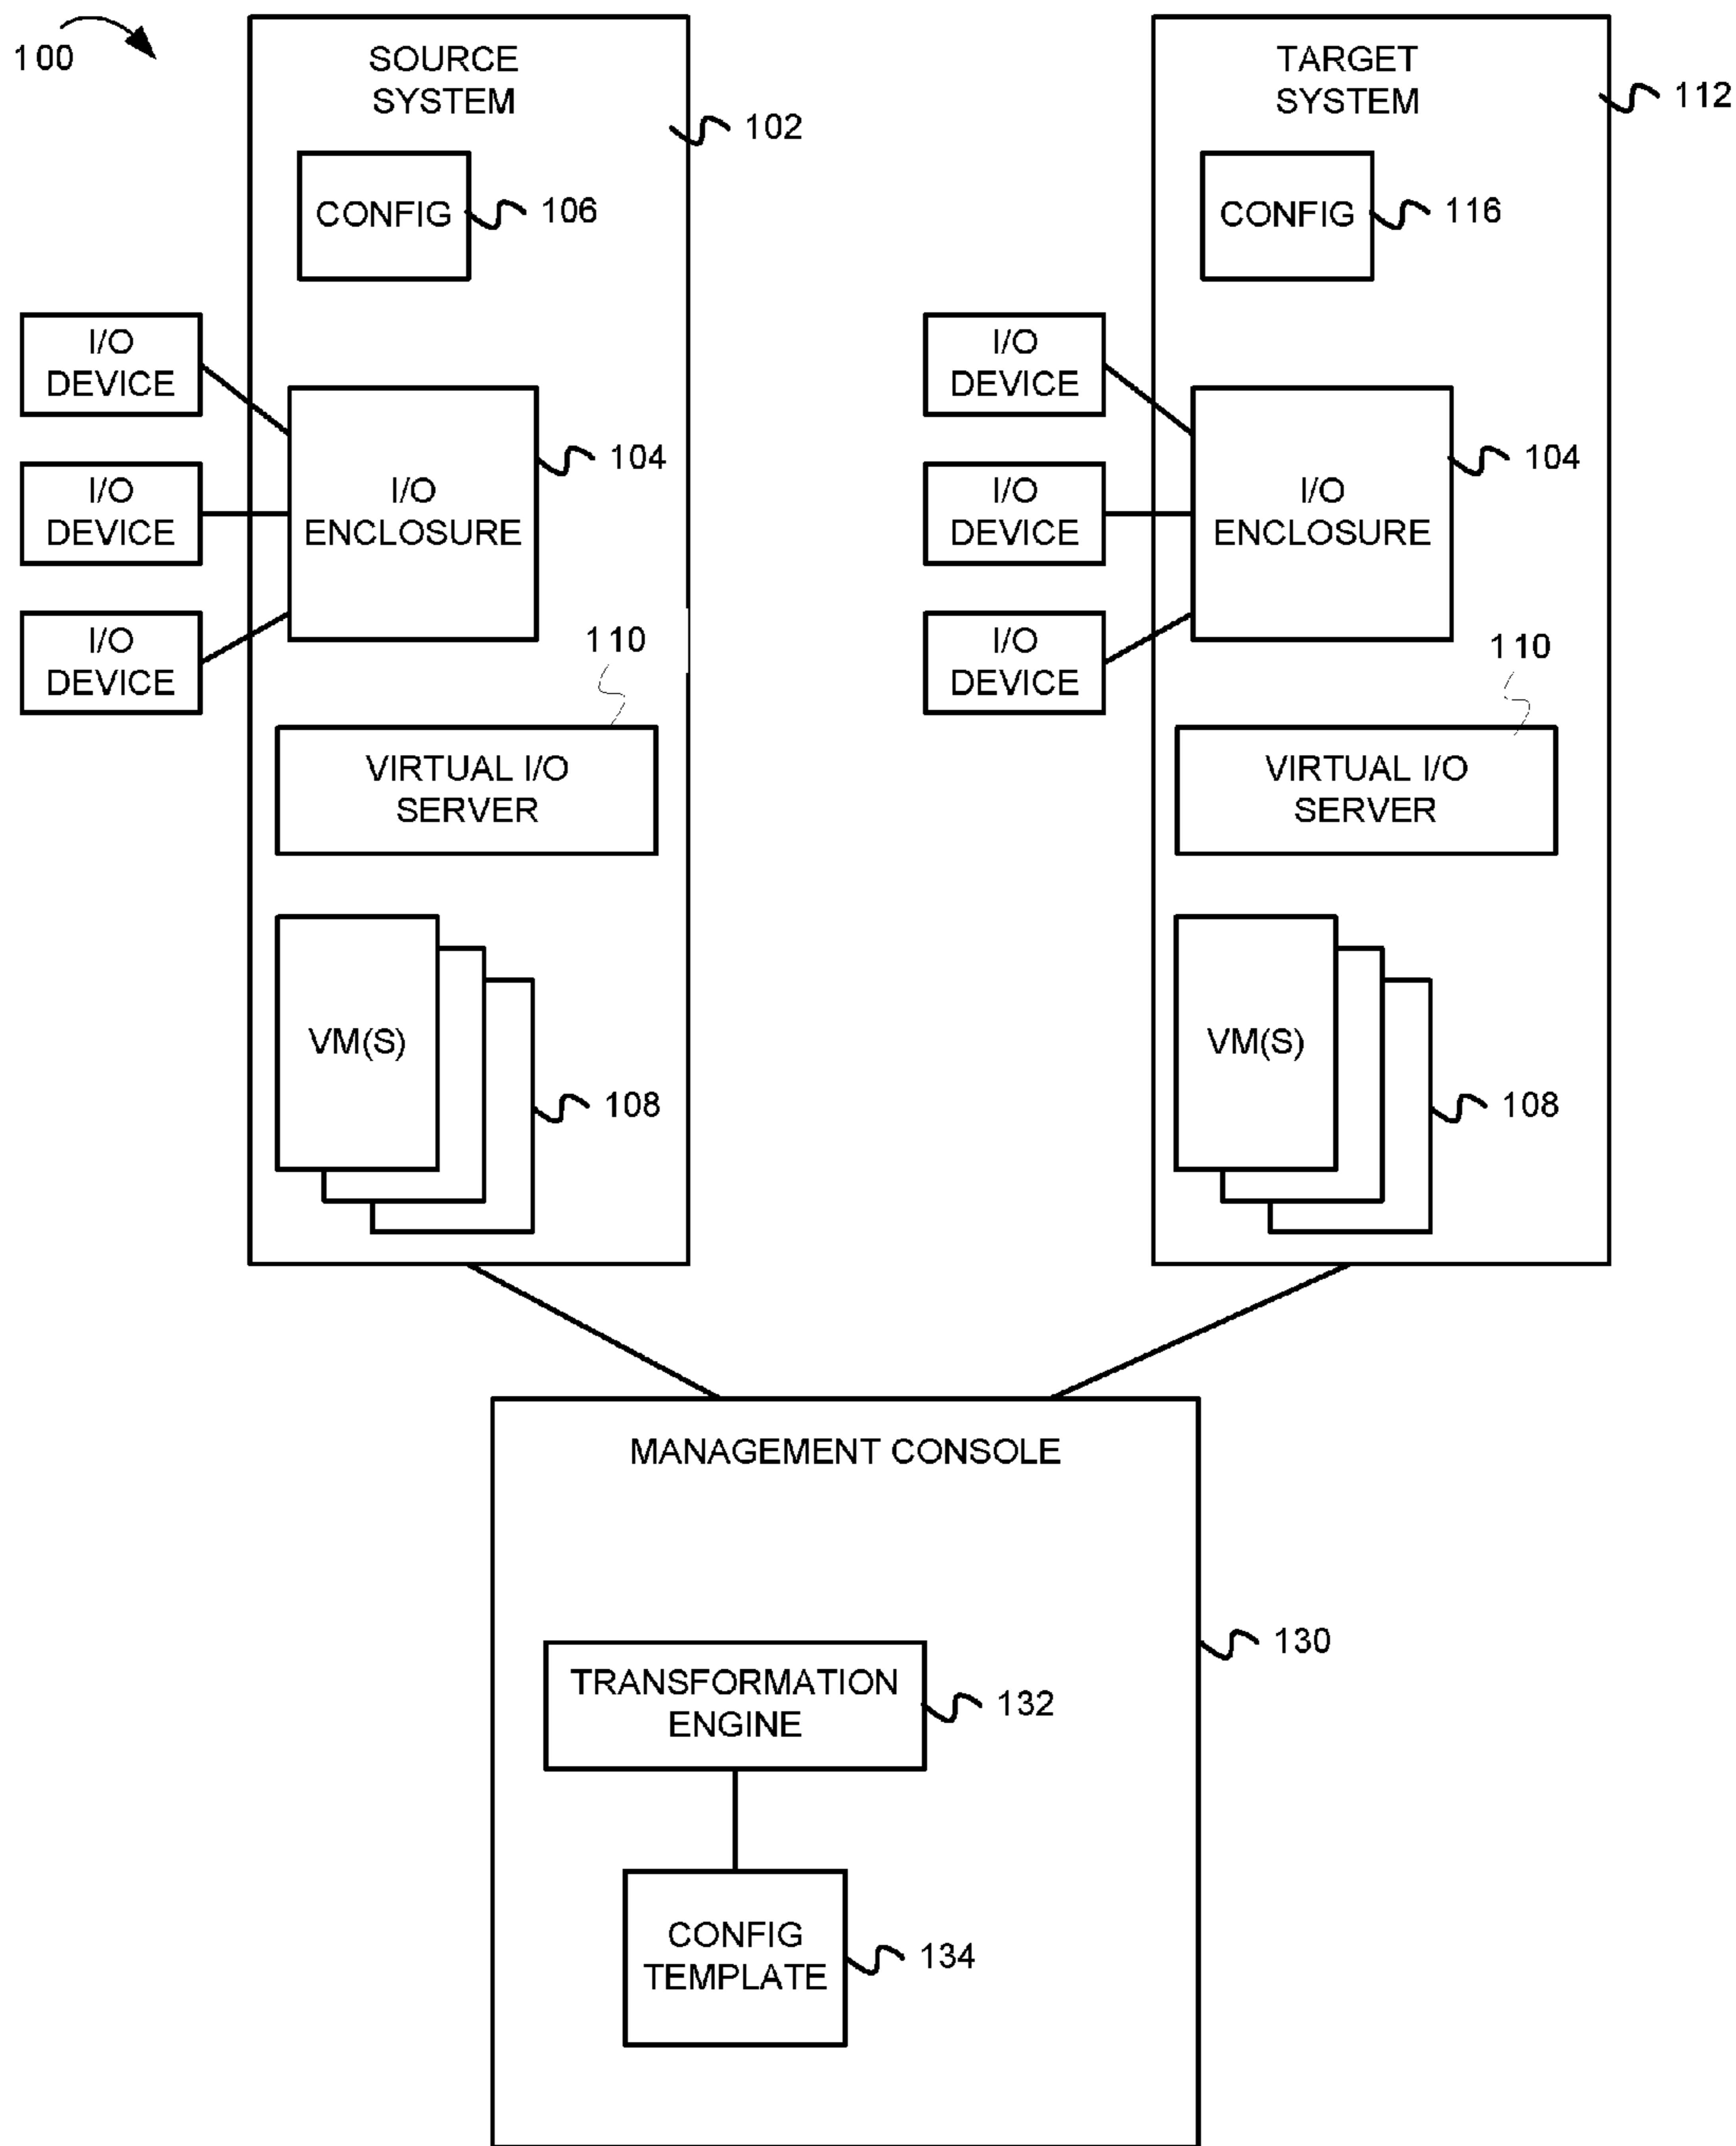 100
SOURCE
SYSTEM
102
CONFIG
106
I/O
DEVICE
I/O
DEVICE
I/O
DEVICE
I/O
ENCLOSURE
104
110
VIRTUAL I/O
SERVER
VM(S)
108
TARGET
SYSTEM
112
CONFIG
116
I/O
DEVICE
I/O
DEVICE
I/O
DEVICE
I/O
ENCLOSURE
104
110
VIRTUAL I/O
SERVER
VM(S)
108
MANAGEMENT CONSOLE
130
TRANSFORMATION
ENGINE
132
CONFIG
TEMPLATE
134